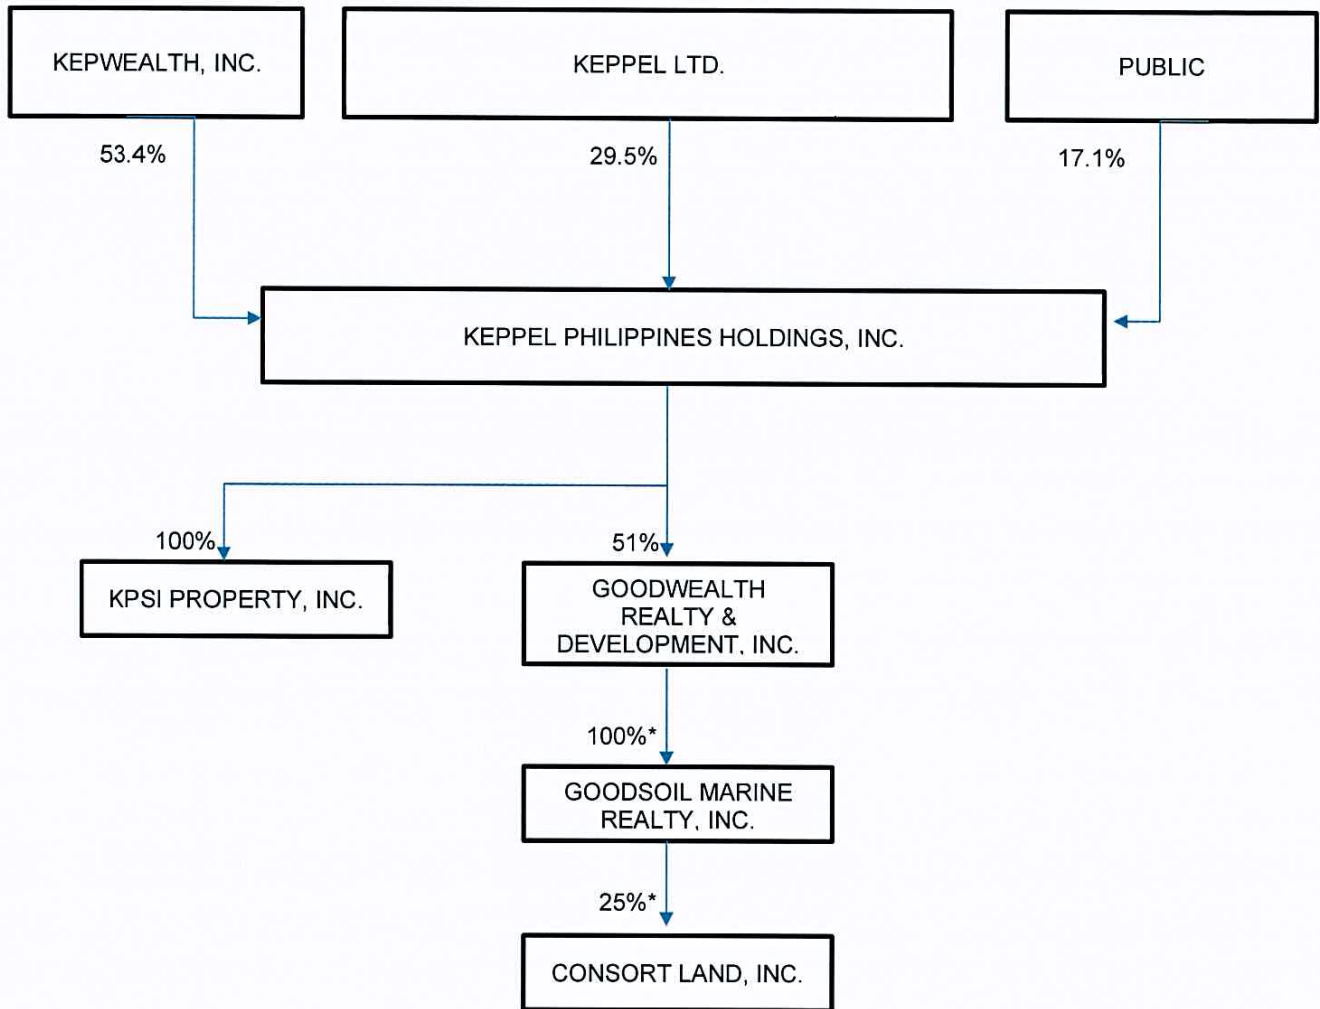 KEPWEALTH, INC.
KEPPEL LTD.
PUBLIC
53.4%
29.5%
17.1%
KEPPEL PHILIPPINES HOLDINGS, INC.
100%
51%
KPSI PROPERTY, INC.
GOODWEALTH
REALTY &
DEVELOPMENT, INC.
100%*
GOODSOIL MARINE
REALTY, INC.
25%*
CONSORT LAND, INC.